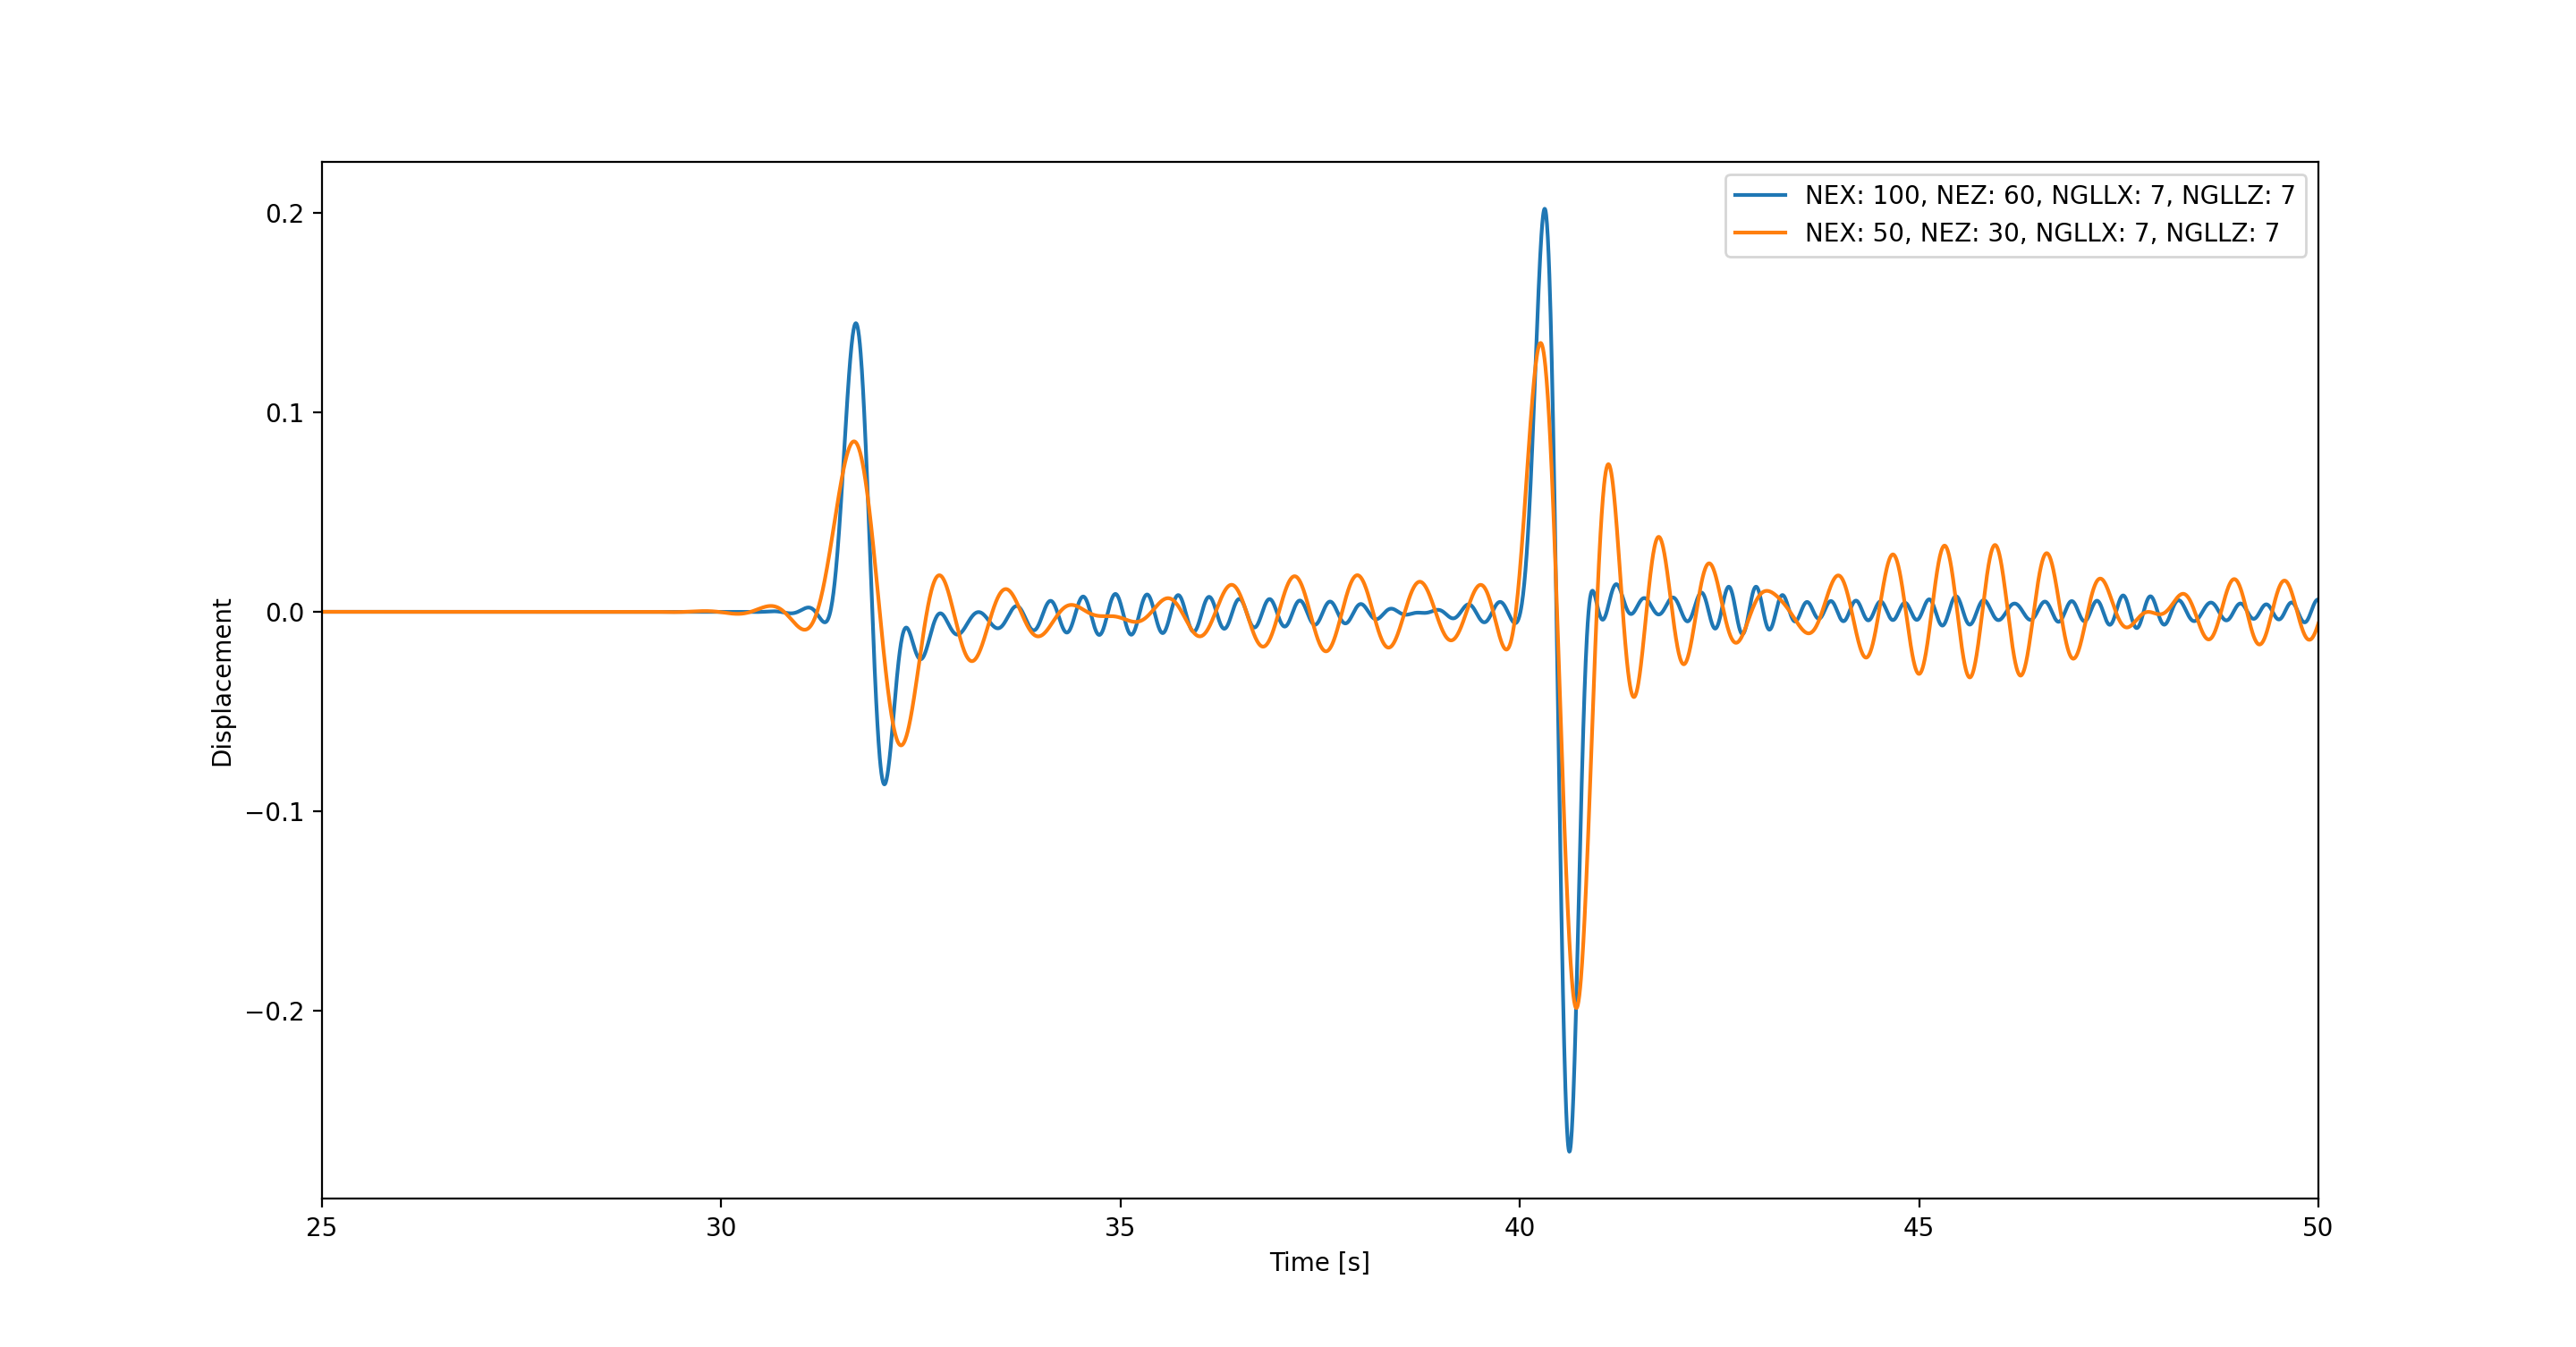 NEX: 100, NEZ: 60, NGLLX: 7, NGLLZ: 7
NEX: 50, NEZ: 30, NGLLX: 7, NGLLZ: 7
0.2
0.1
0.0
−0.1
−0.2
Displacement
25 30 35 40 45 50
Time [s]